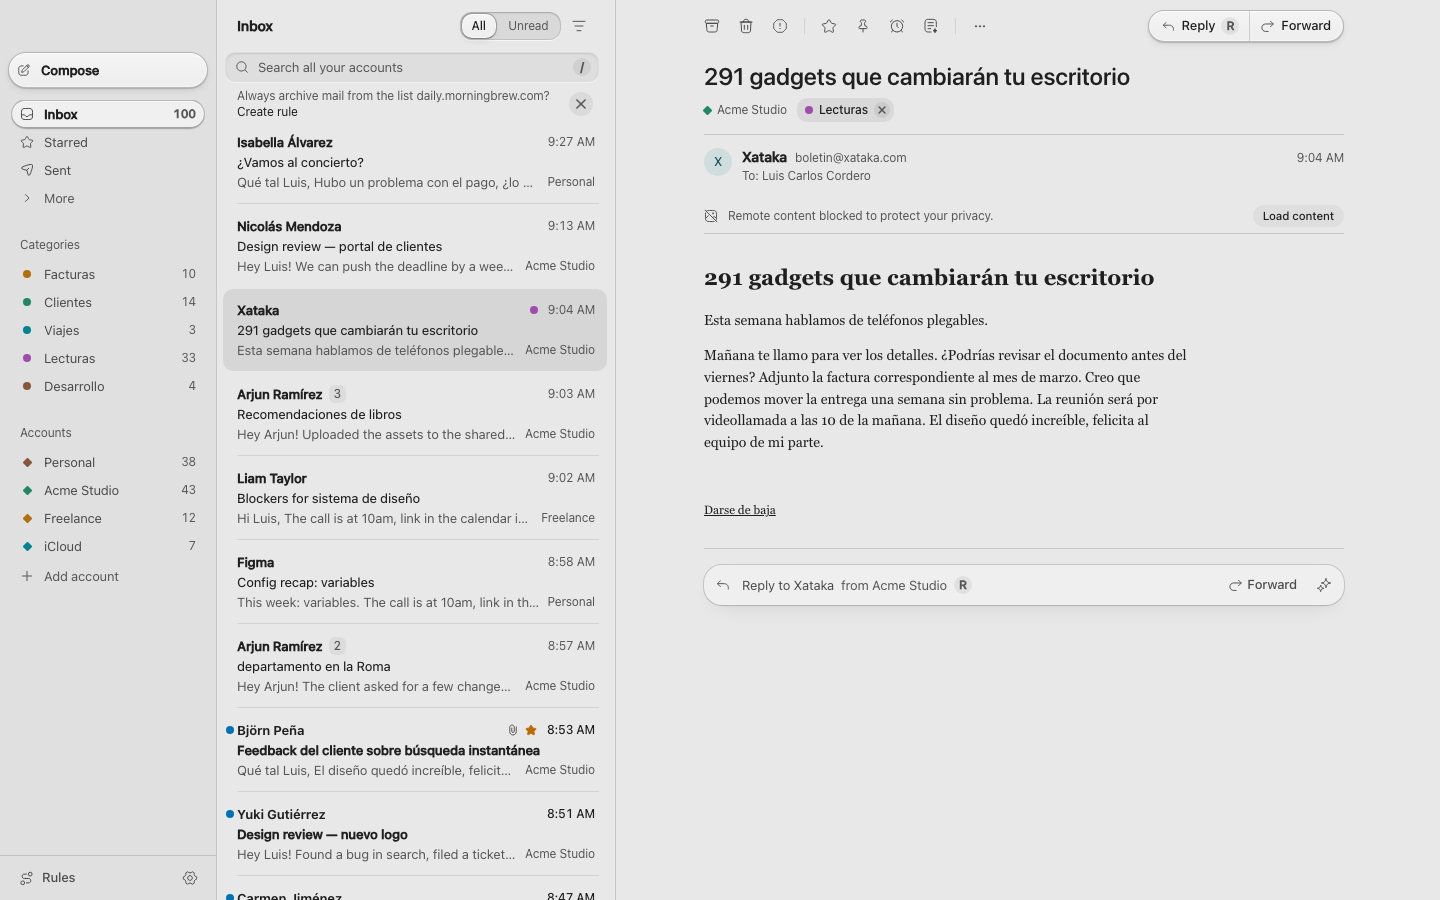 Compose
Inbox 100
Starred
Sent
More
Categories
Facturas 10
Clientes 14
Viajes 3
Lecturas 33
Desarrollo 4
Accounts
Personal 38
Acme Studio 43
Freelance 12
iCloud 7
Add account
Rules
Inbox
All Unread
Search all your accounts /
Always archive mail from the list daily.morningbrew.com?
Create rule
Isabella Álvarez 9:27 AM
¿Vamos al concierto?
Qué tal Luis, Hubo un problema con el pago, ¿lo ... Personal
Nicolás Mendoza 9:13 AM
Design review — portal de clientes
Hey Luis! We can push the deadline by a wee... Acme Studio
Xataka 9:04 AM
291 gadgets que cambiarán tu escritorio
Esta semana hablamos de teléfonos plegable... Acme Studio
Arjun Ramírez 3 9:03 AM
Recomendaciones de libros
Hey Arjun! Uploaded the assets to the shared... Acme Studio
Liam Taylor 9:02 AM
Blockers for sistema de diseño
Hi Luis, The call is at 10am, link in the calendar i... Freelance
Figma 8:58 AM
Config recap: variables
This week: variables. The call is at 10am, link in th... Personal
Arjun Ramírez 2 8:57 AM
departamento en la Roma
Hey Arjun! The client asked for a few change... Acme Studio
Björn Peña 8:53 AM
Feedback del cliente sobre búsqueda instantánea
Qué tal Luis, El diseño quedó increíble, felicit... Acme Studio
Yuki Gutiérrez 8:51 AM
Design review — nuevo logo
Hey Luis! Found a bug in search, filed a ticket... Acme Studio
Carmen Jiménez 8:47 AM
Reply R Forward
291 gadgets que cambiarán tu escritorio
Acme Studio Lecturas
X Xataka boletin@xataka.com 9:04 AM
To: Luis Carlos Cordero
Remote content blocked to protect your privacy. Load content
291 gadgets que cambiarán tu escritorio
Esta semana hablamos de teléfonos plegables.
Mañana te llamo para ver los detalles. ¿Podrías revisar el documento antes del
viernes? Adjunto la factura correspondiente al mes de marzo. Creo que
podemos mover la entrega una semana sin problema. La reunión será por
videollamada a las 10 de la mañana. El diseño quedó increíble, felicita al
equipo de mi parte.
Darse de baja
Reply to Xataka from Acme Studio R Forward